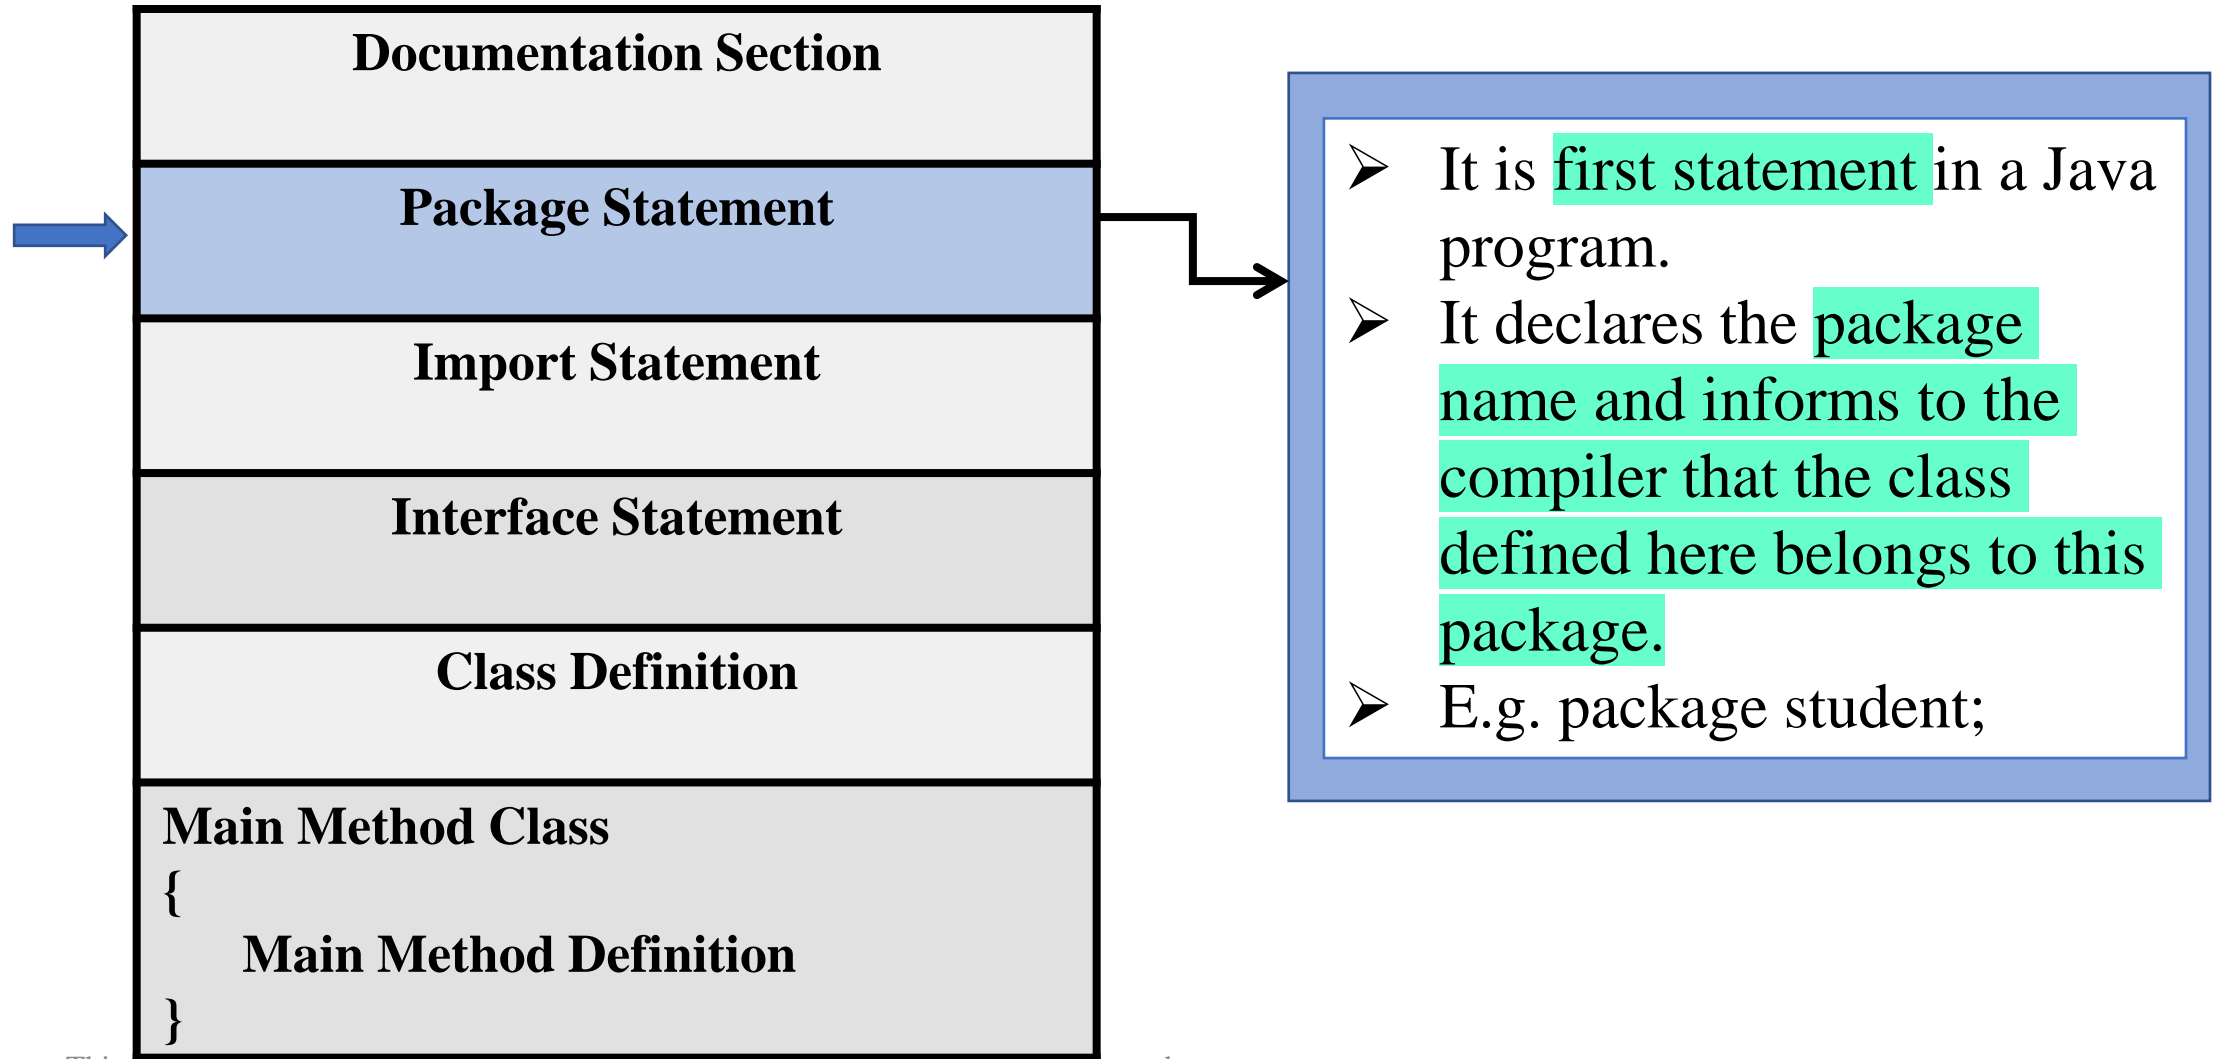 Documentation Section
Package Statement
Import Statement
Interface Statement
Class Definition
Main Method Class
{
Main Method Definition
}
➢ It is first statement in a Java
program.
➢ It declares the package
name and informs to the
compiler that the class
defined here belongs to this
package.
➢ E.g. package student;